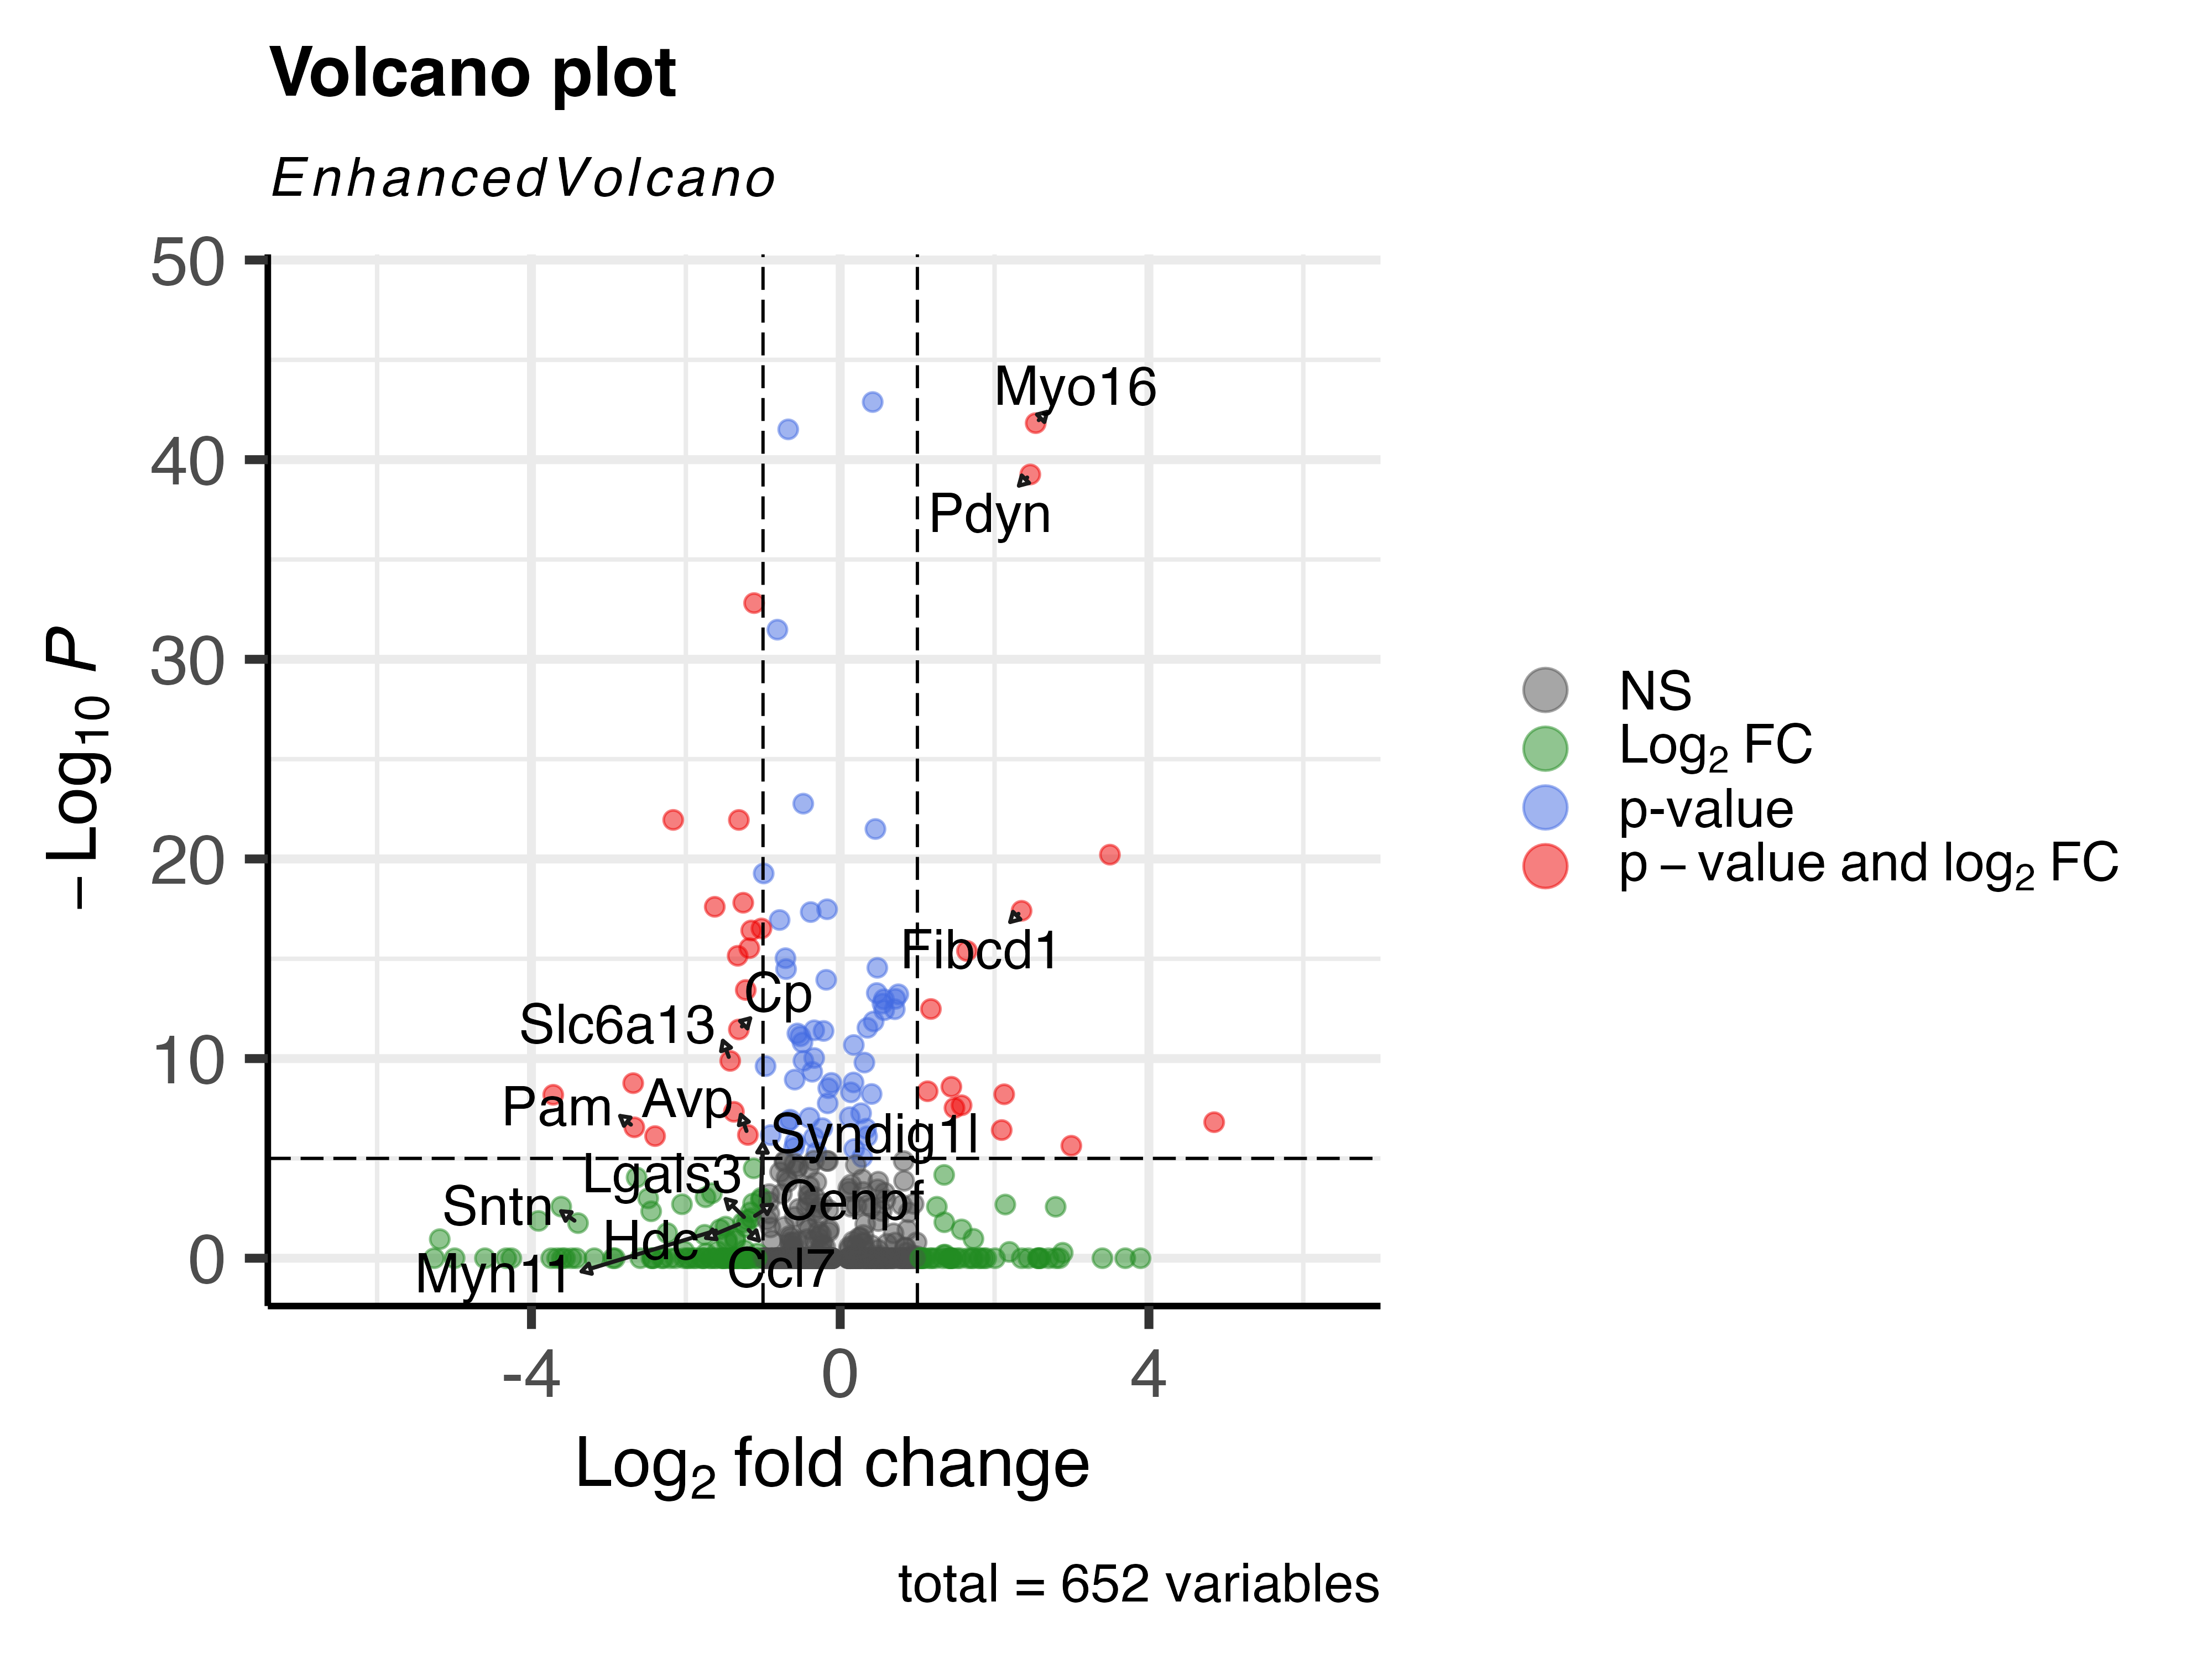 Volcano plot
EnhancedVolcano
50
40
30
20
10
0
−Log₁₀ P
Myo16
Pdyn
Fibcd1
Cp
Slc6a13
Pam
Avp
Syndig1l
Lgals3
Sntn
Cenpf
Hdc
Myh11
Ccl7
-4
0
4
Log₂ fold change
NS
Log₂ FC
p-value
p − value and log₂ FC
total = 652 variables